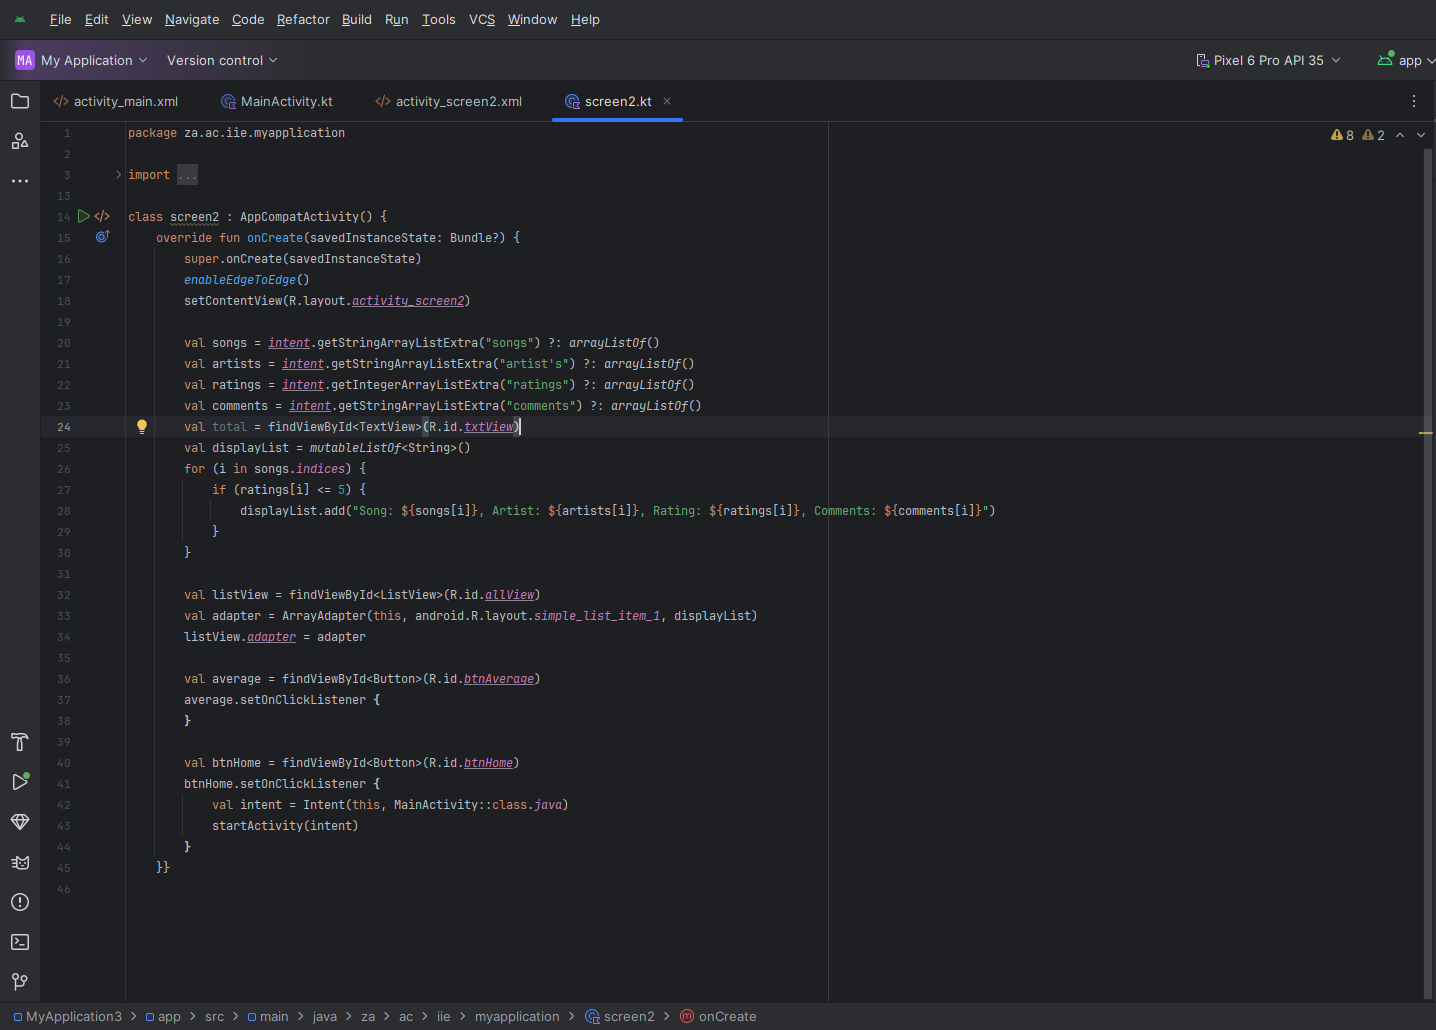 File Edit View Navigate Code Refactor Build Run Tools VCS Window Help
MA My Application Version control Pixel 6 Pro API 35 app
activity_main.xml MainActivity.kt activity_screen2.xml screen2.kt
8 2
1 package za.ac.iie.myapplication
2
3 import ...
13
14 class screen2 : AppCompatActivity() {
15 override fun onCreate(savedInstanceState: Bundle?) {
16 super.onCreate(savedInstanceState)
17 enableEdgeToEdge()
18 setContentView(R.layout.activity_screen2)
19
20 val songs = intent.getStringArrayListExtra("songs") ?: arrayListOf()
21 val artists = intent.getStringArrayListExtra("artist's") ?: arrayListOf()
22 val ratings = intent.getIntegerArrayListExtra("ratings") ?: arrayListOf()
23 val comments = intent.getStringArrayListExtra("comments") ?: arrayListOf()
24 val total = findViewById<TextView>(R.id.txtView)
25 val displayList = mutableListOf<String>()
26 for (i in songs.indices) {
27 if (ratings[i] <= 5) {
28 displayList.add("Song: ${songs[i]}, Artist: ${artists[i]}, Rating: ${ratings[i]}, Comments: ${comments[i]}")
29 }
30 }
31
32 val listView = findViewById<ListView>(R.id.allView)
33 val adapter = ArrayAdapter(this, android.R.layout.simple_list_item_1, displayList)
34 listView.adapter = adapter
35
36 val average = findViewById<Button>(R.id.btnAverage)
37 average.setOnClickListener {
38 }
39
40 val btnHome = findViewById<Button>(R.id.btnHome)
41 btnHome.setOnClickListener {
42 val intent = Intent(this, MainActivity::class.java)
43 startActivity(intent)
44 }
45 }}
46
MyApplication3 > app > src > main > java > za > ac > iie > myapplication > screen2 > onCreate